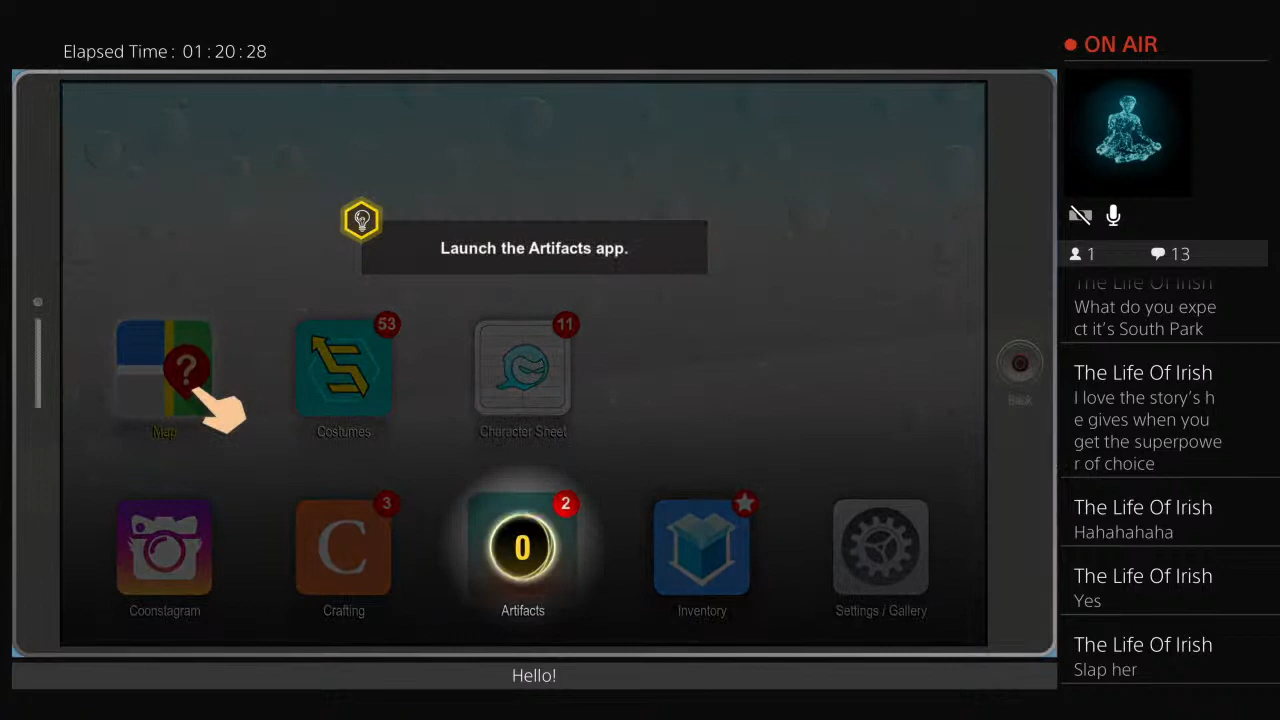 Elapsed Time : 01 : 20 : 28
ON AIR
Launch the Artifacts app.
1
13
The Life Of Irish
What do you expe
ct it's South Park
The Life Of Irish
I love the story's h
e gives when you
get the superpowe
r of choice
The Life Of Irish
Hahahahaha
The Life Of Irish
Yes
The Life Of Irish
Slap her
?
53
11
Map
Costumes
Character Sheet
Back
3
C
0
2
Coonstagram
Crafting
Artifacts
Inventory
Settings / Gallery
Hello!